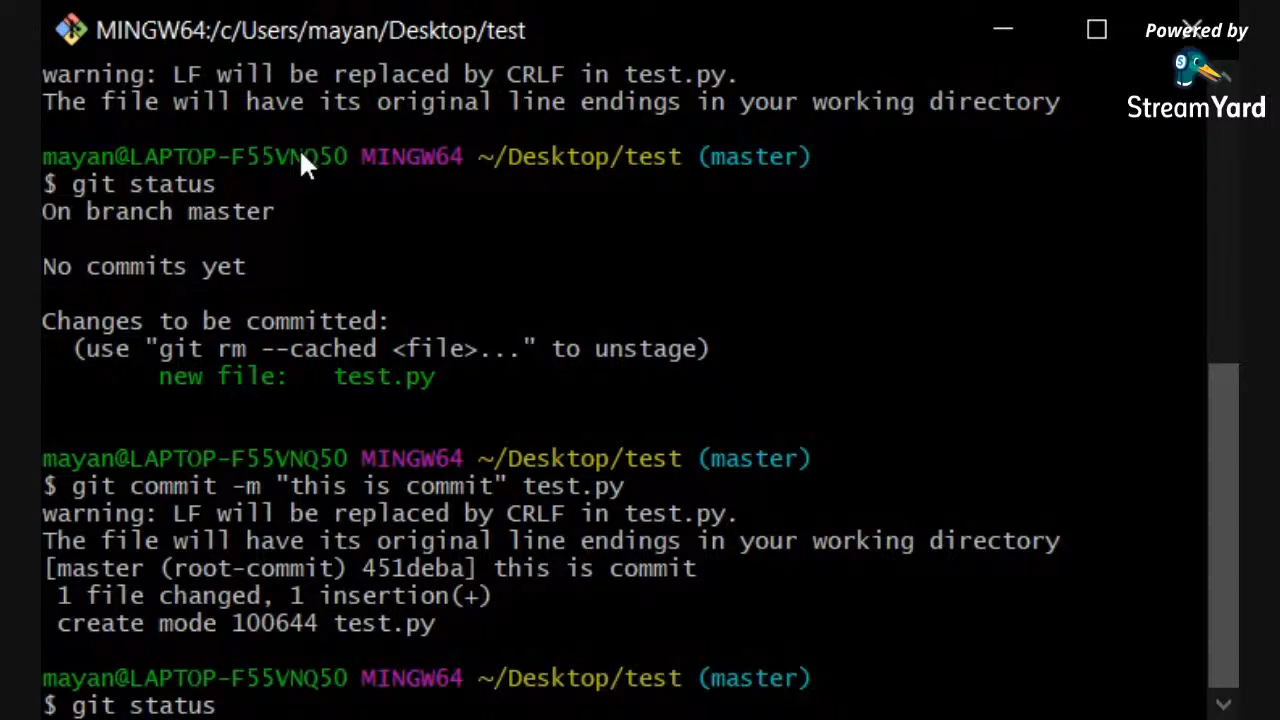 MINGW64:/c/Users/mayan/Desktop/test
Powered by
StreamYard
warning: LF will be replaced by CRLF in test.py.
The file will have its original line endings in your working directory
mayan@LAPTOP-F55VNQ50 MINGW64 ~/Desktop/test (master)
$ git status
On branch master
No commits yet
Changes to be committed:
(use "git rm --cached <file>..." to unstage)
new file: test.py
mayan@LAPTOP-F55VNQ50 MINGW64 ~/Desktop/test (master)
$ git commit -m "this is commit" test.py
warning: LF will be replaced by CRLF in test.py.
The file will have its original line endings in your working directory
[master (root-commit) 451deba] this is commit
1 file changed, 1 insertion(+)
create mode 100644 test.py
mayan@LAPTOP-F55VNQ50 MINGW64 ~/Desktop/test (master)
$ git status